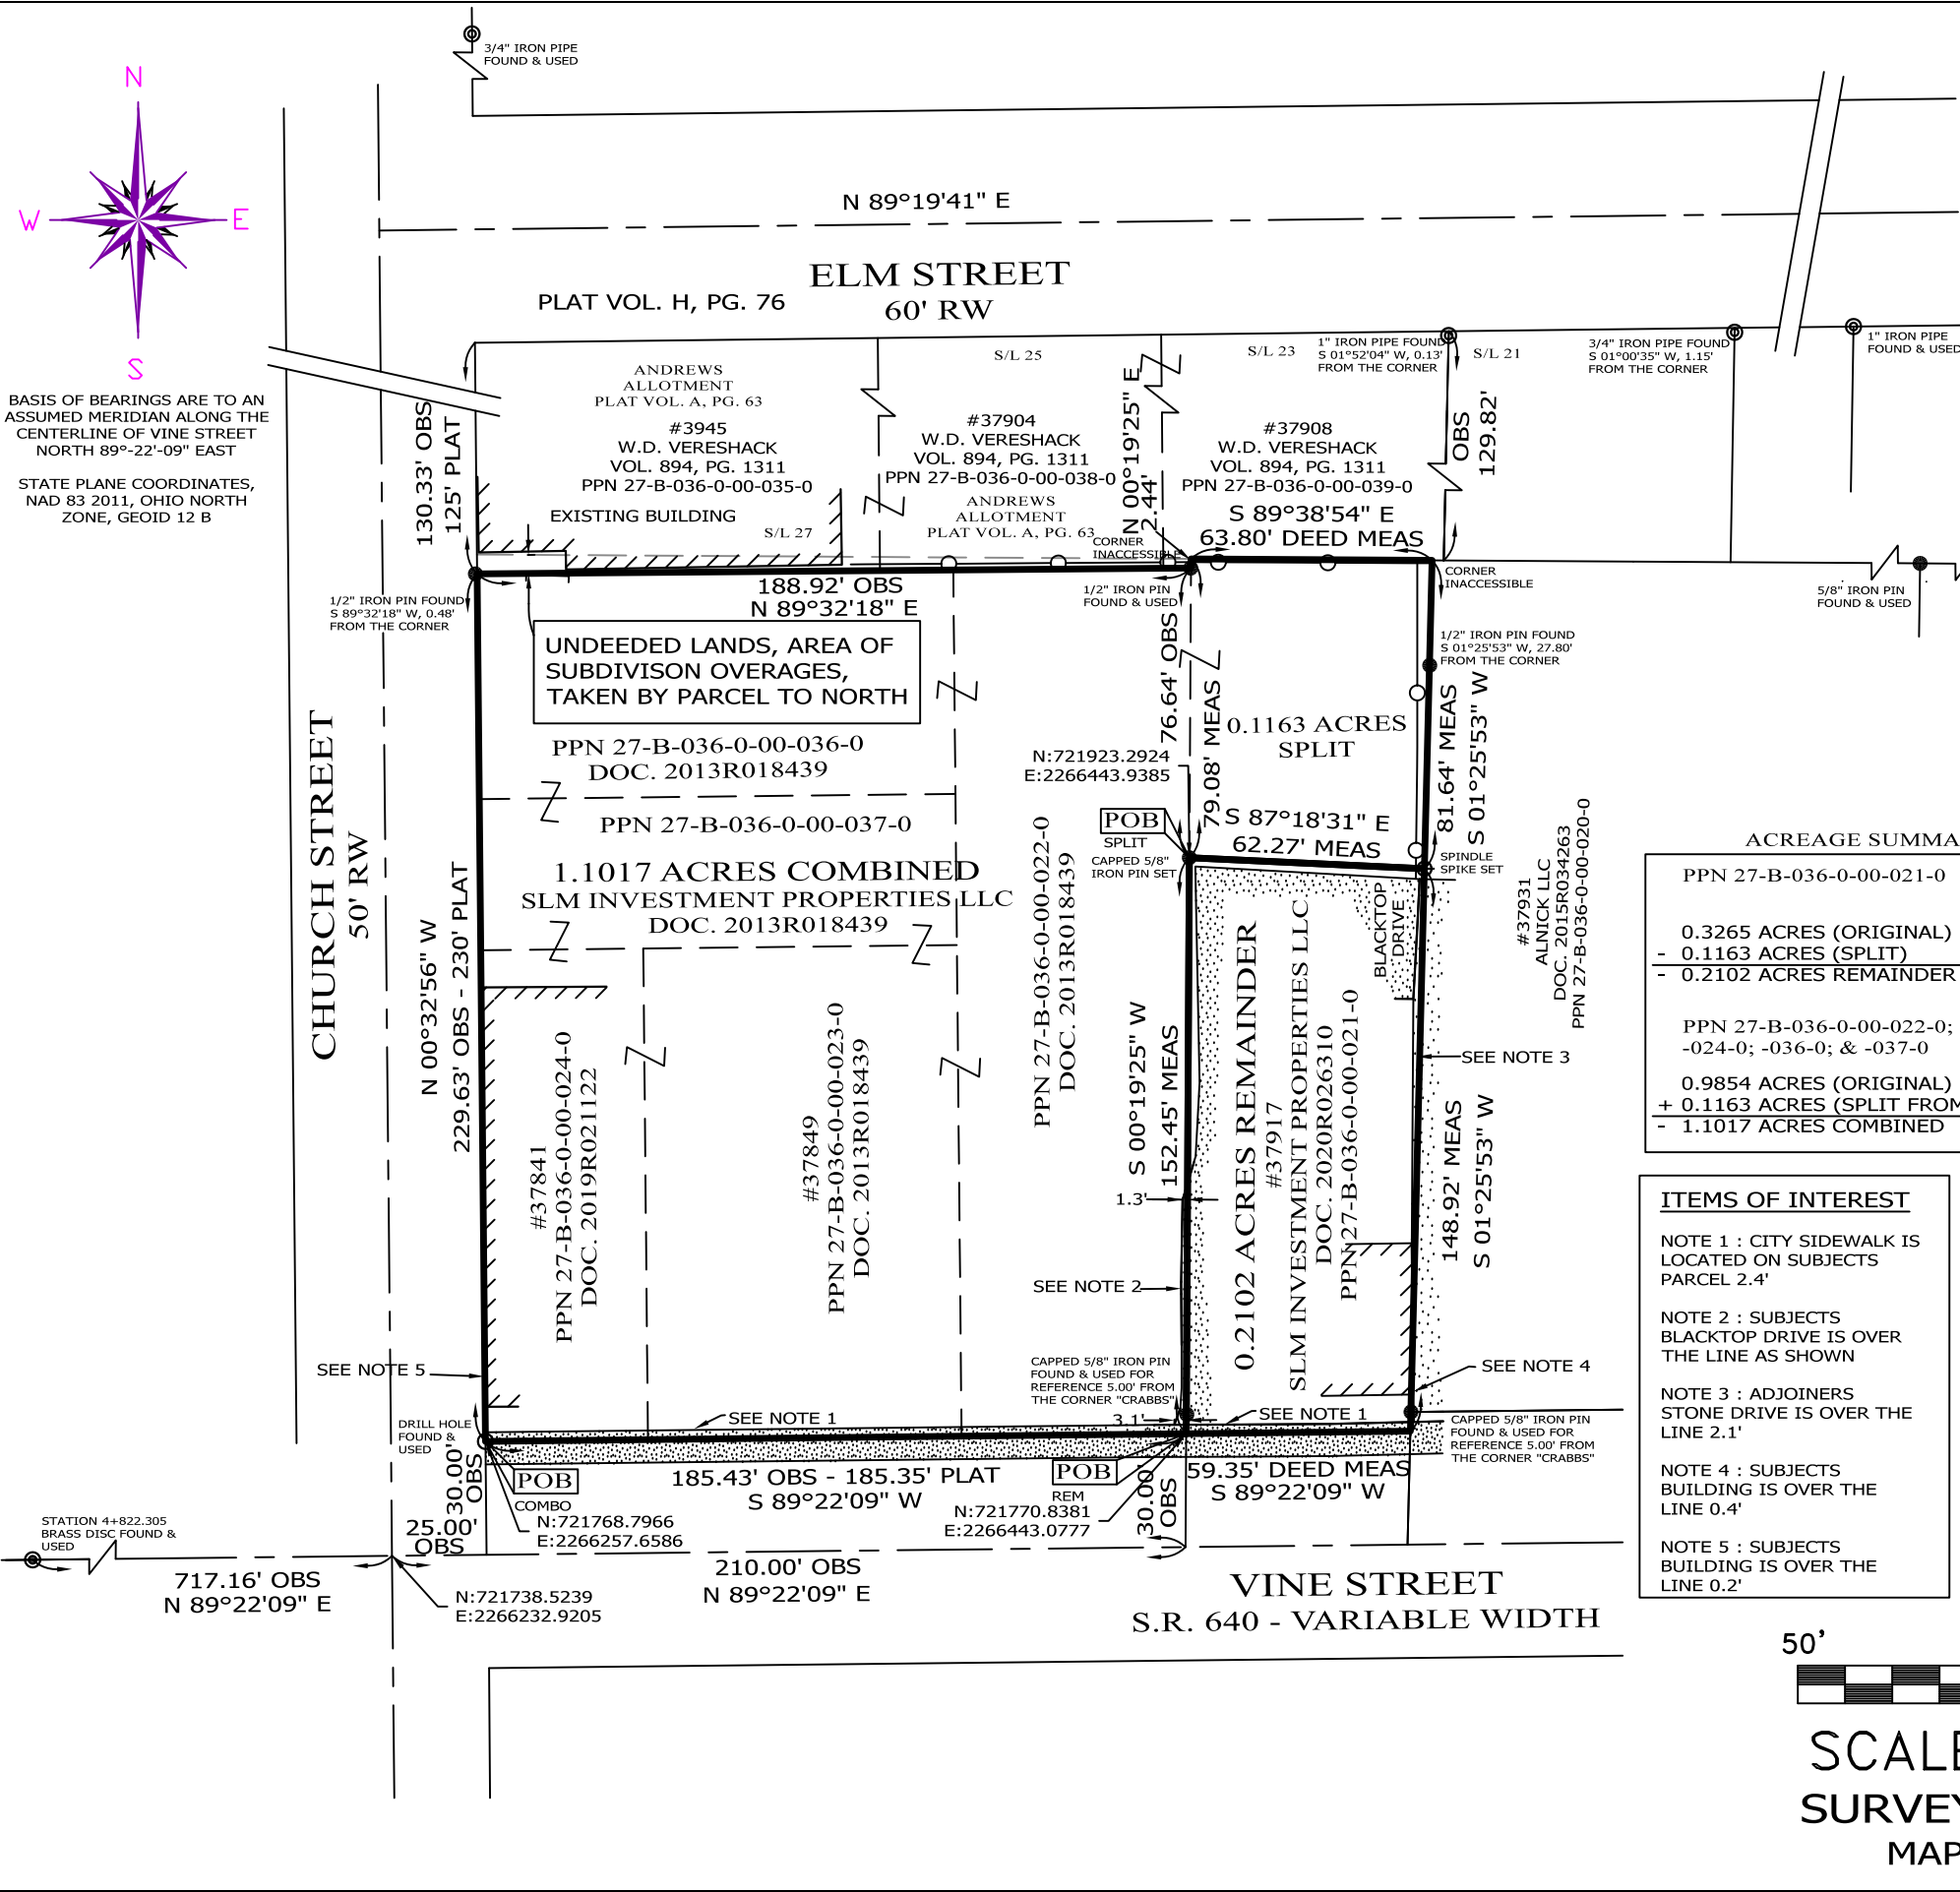 3/4" IRON PIPE
FOUND & USED
N
W
E
S
BASIS OF BEARINGS ARE TO AN
ASSUMED MERIDIAN ALONG THE
CENTERLINE OF VINE STREET
NORTH 89°-22'-09" EAST
STATE PLANE COORDINATES,
NAD 83 2011, OHIO NORTH
ZONE, GEOID 12 B
N 89°19'41" E
ELM STREET
60' RW
PLAT VOL. H, PG. 76
130.33' OBS
125' PLAT
ANDREWS
ALLOTMENT
PLAT VOL. A, PG. 63
#3945
W.D. VERESHACK
VOL. 894, PG. 1311
PPN 27-B-036-0-00-035-0
EXISTING BUILDING
S/L 27
S/L 25
#37904
W.D. VERESHACK
VOL. 894, PG. 1311
PPN 27-B-036-0-00-038-0
ANDREWS
ALLOTMENT
PLAT VOL. A, PG. 63
N 00°19'25" E
2.44'
CORNER
INACCESSIBLE
S/L 23
1" IRON PIPE FOUND
S 01°52'04" W, 0.13'
FROM THE CORNER
#37908
W.D. VERESHACK
VOL. 894, PG. 1311
PPN 27-B-036-0-00-039-0
S 89°38'54" E
63.80' DEED MEAS
S/L 21
OBS
129.82'
3/4" IRON PIPE FOUND
S 01°00'35" W, 1.15'
FROM THE CORNER
1" IRON PIPE
FOUND & USED
CORNER
INACCESSIBLE
5/8" IRON PIN
FOUND & USED
1/2" IRON PIN FOUND
S 89°32'18" W, 0.48'
FROM THE CORNER
188.92' OBS
N 89°32'18" E
1/2" IRON PIN
FOUND & USED
UNDEEDED LANDS, AREA OF
SUBDIVISON OVERAGES,
TAKEN BY PARCEL TO NORTH
76.64' OBS
79.08' MEAS
1/2" IRON PIN FOUND
S 01°25'53" W, 27.80'
FROM THE CORNER
81.64' MEAS
S 01°25'53" W
0.1163 ACRES
SPLIT
N:721923.2924
E:2266443.9385
POB
SPLIT
CAPPED 5/8"
IRON PIN SET
S 87°18'31" E
62.27' MEAS
SPINDLE
SPIKE SET
CHURCH STREET
50' RW
PPN 27-B-036-0-00-036-0
DOC. 2013R018439
PPN 27-B-036-0-00-037-0
1.1017 ACRES COMBINED
SLM INVESTMENT PROPERTIES LLC
DOC. 2013R018439
PPN 27-B-036-0-00-022-0
DOC. 2013R018439
N 00°32'56" W
229.63' OBS - 230' PLAT
#37841
PPN 27-B-036-0-00-024-0
DOC. 2019R021122
#37849
PPN 27-B-036-0-00-023-0
DOC. 2013R018439
S 00°19'25" W
152.45' MEAS
1.3'
SEE NOTE 2
0.2102 ACRES REMAINDER
#37917
SLM INVESTMENT PROPERTIES LLC
DOC. 2020R026310
PPN 27-B-036-0-00-021-0
BLACKTOP
DRIVE
#37931
ALNICK LLC
DOC. 2015R034263
PPN 27-B-036-0-00-020-0
SEE NOTE 3
148.92' MEAS
S 01°25'53" W
SEE NOTE 4
ACREAGE SUMMA
PPN 27-B-036-0-00-021-0
0.3265 ACRES (ORIGINAL)
- 0.1163 ACRES (SPLIT)
- 0.2102 ACRES REMAINDER
PPN 27-B-036-0-00-022-0;
-024-0; -036-0; & -037-0
0.9854 ACRES (ORIGINAL)
+ 0.1163 ACRES (SPLIT FROM
- 1.1017 ACRES COMBINED
ITEMS OF INTEREST
NOTE 1 : CITY SIDEWALK IS
LOCATED ON SUBJECTS
PARCEL 2.4'
NOTE 2 : SUBJECTS
BLACKTOP DRIVE IS OVER
THE LINE AS SHOWN
NOTE 3 : ADJOINERS
STONE DRIVE IS OVER THE
LINE 2.1'
NOTE 4 : SUBJECTS
BUILDING IS OVER THE
LINE 0.4'
NOTE 5 : SUBJECTS
BUILDING IS OVER THE
LINE 0.2'
SEE NOTE 5
DRILL HOLE
FOUND &
USED
SEE NOTE 1
CAPPED 5/8" IRON PIN
FOUND & USED FOR
REFERENCE 5.00' FROM
THE CORNER "CRABBS"
3.1'
SEE NOTE 1
CAPPED 5/8" IRON PIN
FOUND & USED FOR
REFERENCE 5.00' FROM
THE CORNER "CRABBS"
30.00'
OBS
POB
COMBO
N:721768.7966
E:2266257.6586
185.43' OBS - 185.35' PLAT
S 89°22'09" W
POB
REM
N:721770.8381
E:2266443.0777
30.00'
OBS
59.35' DEED MEAS
S 89°22'09" W
STATION 4+822.305
BRASS DISC FOUND &
USED
25.00'
OBS
717.16' OBS
N 89°22'09" E
N:721738.5239
E:2266232.9205
210.00' OBS
N 89°22'09" E
VINE STREET
S.R. 640 - VARIABLE WIDTH
50'
SCALE
SURVEY
MAP